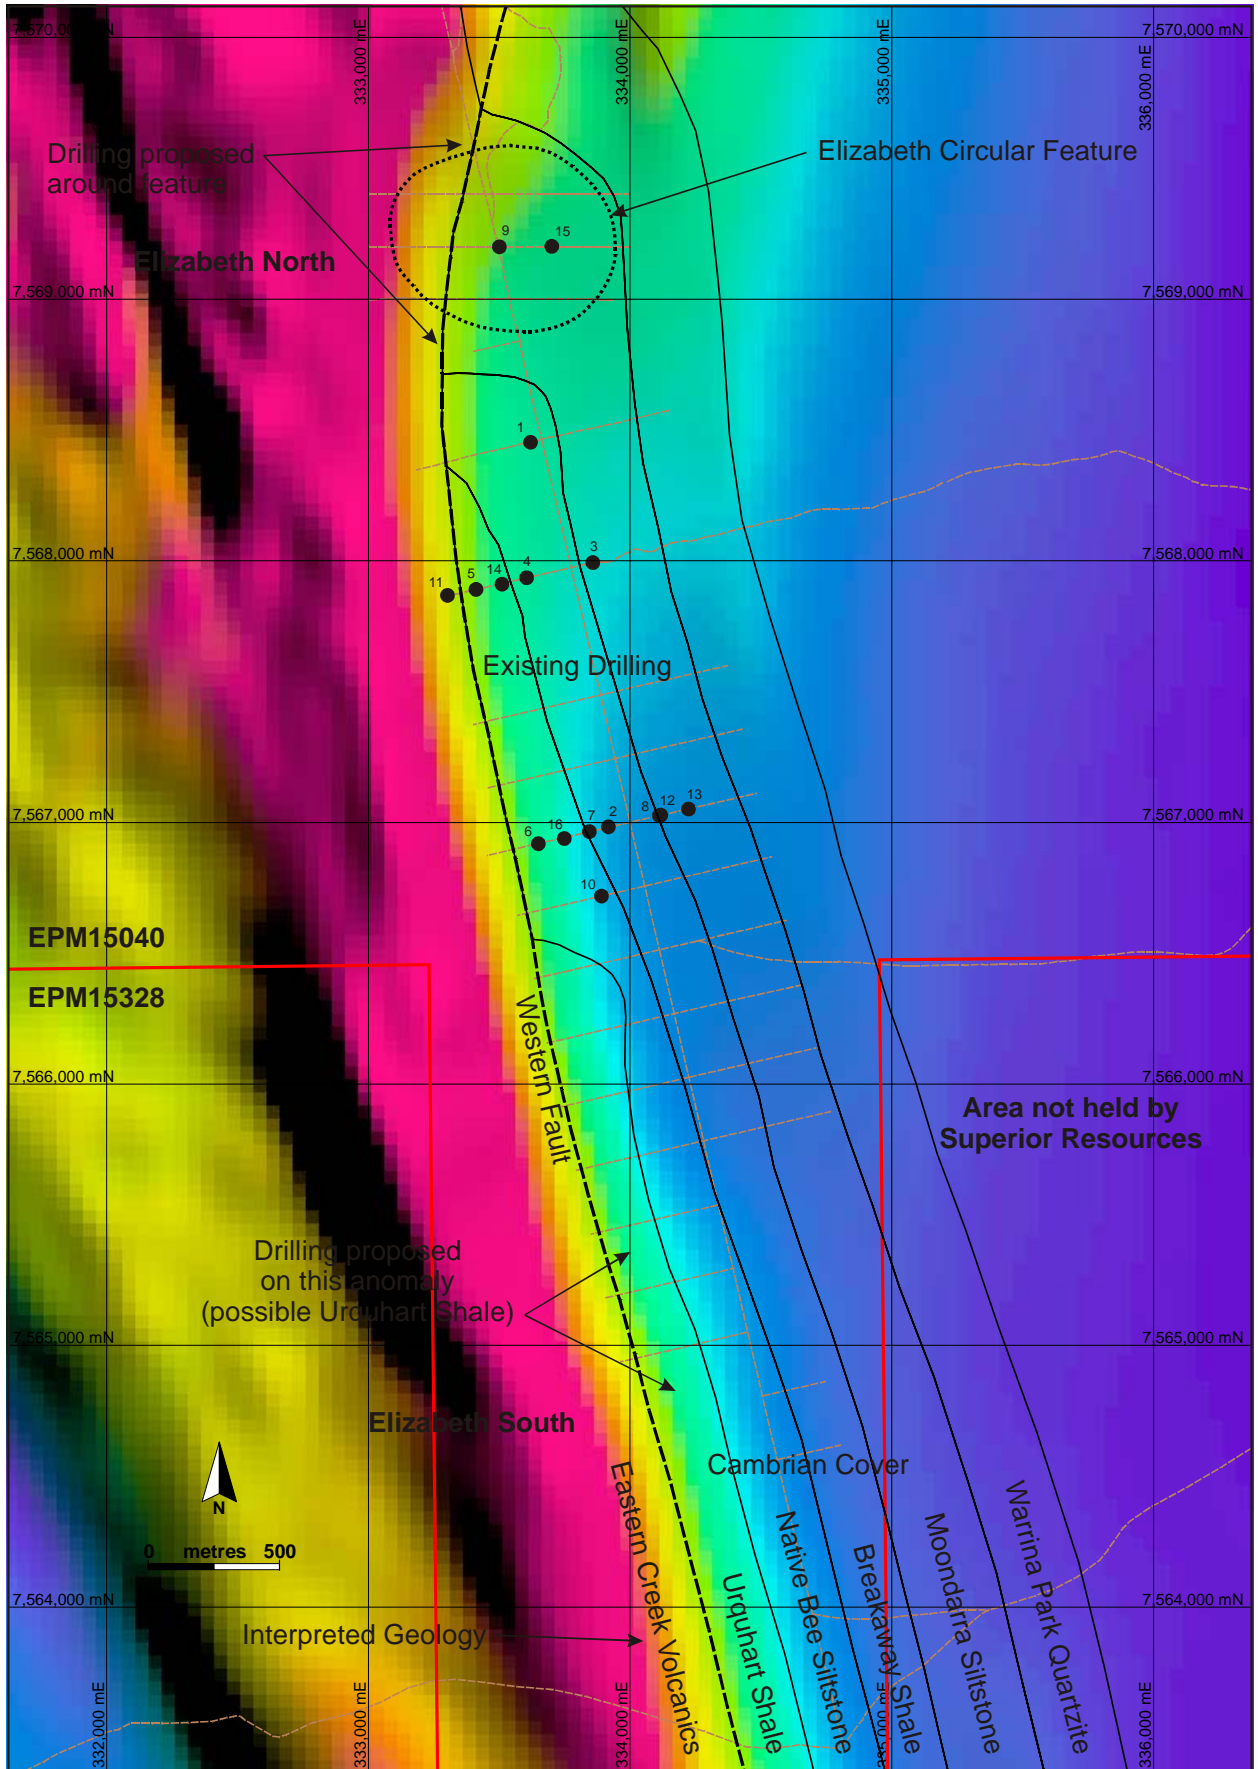 7,570,000 mN
333,000 mE
334,000 mE
335,000 mE
336,000 mE
7,570,000 mN
Drilling proposed
around feature
Elizabeth Circular Feature
9
15
Elizabeth North
7,569,000 mN
7,569,000 mN
1
7,568,000 mN
7,568,000 mN
3
4
14
5
11
Existing Drilling
7,567,000 mN
7,567,000 mN
13
12
8
2
7
16
6
10
EPM15040
EPM15328
Western Fault
7,566,000 mN
7,566,000 mN
Area not held by
Superior Resources
Drilling proposed
on this anomaly
(possible Urquhart Shale)
7,565,000 mN
7,565,000 mN
Elizabeth South
Cambrian Cover
N
0 metres 500
7,564,000 mN
7,564,000 mN
Interpreted Geology
Eastern Creek Volcanics
Urquhart Shale
Native Bee Siltstone
Breakaway Shale
Moondarra Siltstone
Warrina Park Quartzite
332,000 mE
333,000 mE
334,000 mE
335,000 mE
336,000 mE